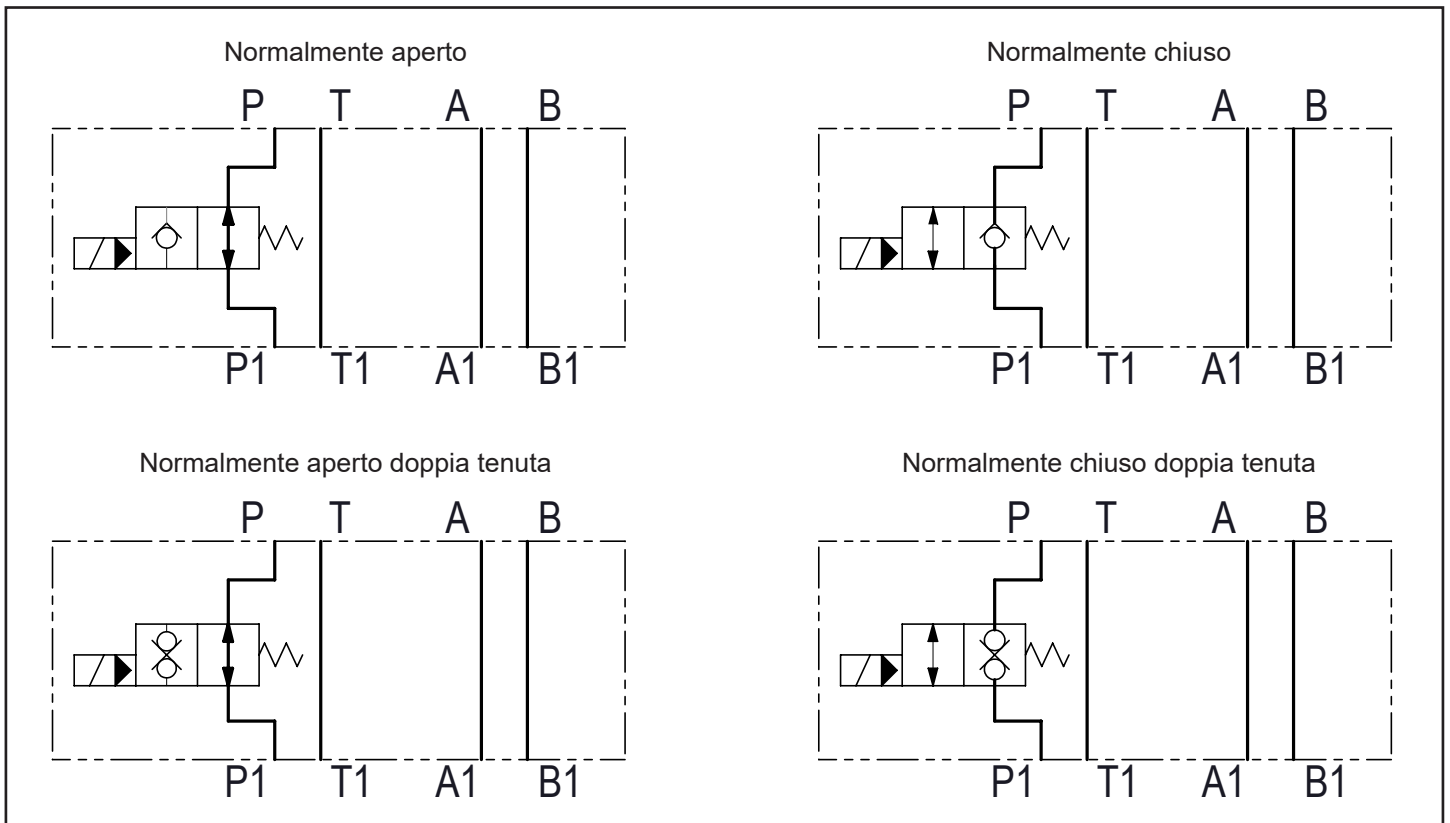 Normalmente aperto
P T A B
P1 T1 A1 B1
Normalmente chiuso
P T A B
P1 T1 A1 B1
Normalmente aperto doppia tenuta
P T A B
P1 T1 A1 B1
Normalmente chiuso doppia tenuta
P T A B
P1 T1 A1 B1